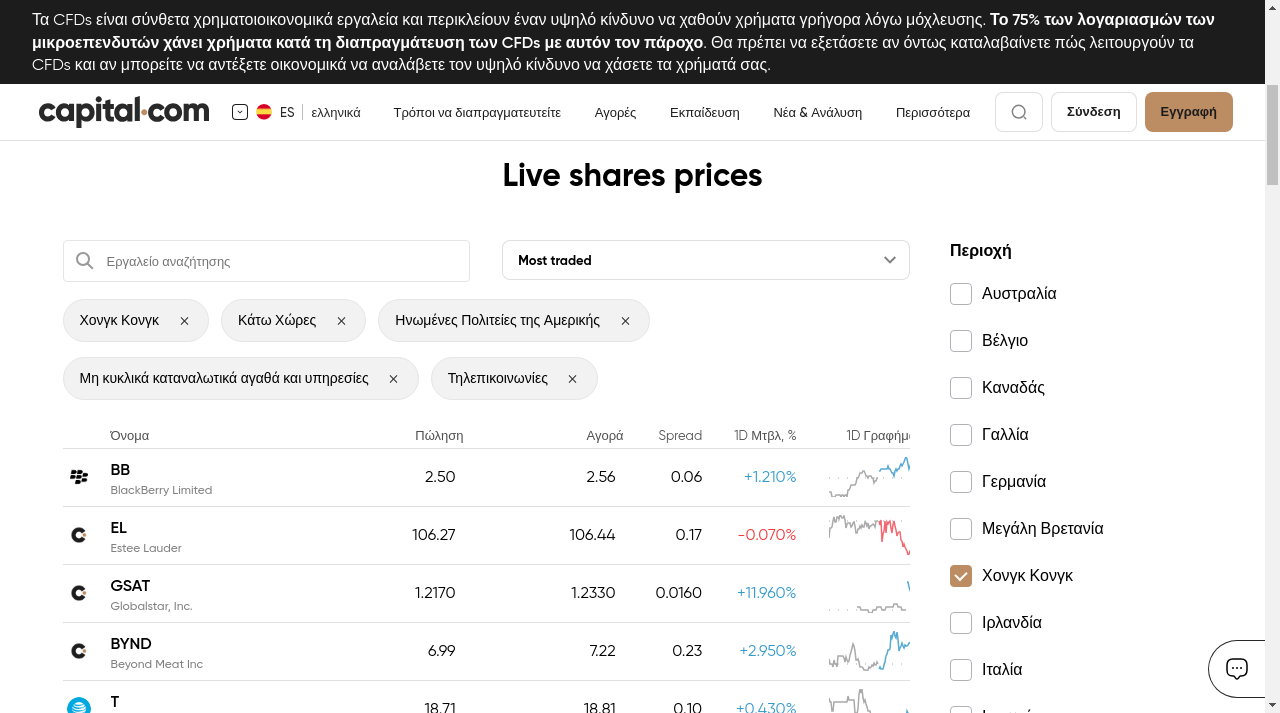 Τα CFDs είναι σύνθετα χρηματοοικονομικά εργαλεία και περικλείουν έναν υψηλό κίνδυνο να χαθούν χρήματα γρήγορα λόγω μόχλευσης. Το 75% των λογαριασμών των
μικροεπενδυτών χάνει χρήματα κατά τη διαπραγμάτευση των CFDs με αυτόν τον πάροχο. Θα πρέπει να εξετάσετε αν όντως καταλαβαίνετε πώς λειτουργούν τα
CFDs και αν μπορείτε να αντέξετε οικονομικά να αναλάβετε τον υψηλό κίνδυνο να χάσετε τα χρήματά σας.
capital.com ES ελληνικά Τρόποι να διαπραγματευτείτε Αγορές Εκπαίδευση Νέα & Ανάλυση Περισσότερα Σύνδεση Εγγραφή
Live shares prices
Εργαλείο αναζήτησης Most traded
Χονγκ Κονγκ Κάτω Χώρες Ηνωμένες Πολιτείες της Αμερικής
Μη κυκλικά καταναλωτικά αγαθά και υπηρεσίες Τηλεπικοινωνίες
Όνομα Πώληση Αγορά Spread 1D Μτβλ, % 1D Γραφήμα
BB 2.50 2.56 0.06 +1.210%
BlackBerry Limited
EL 106.27 106.44 0.17 -0.070%
Estee Lauder
GSAT 1.2170 1.2330 0.0160 +11.960%
Globalstar, Inc.
BYND 6.99 7.22 0.23 +2.950%
Beyond Meat Inc
T 18.71 18.81 0.10 +0.430%
Περιοχή
Αυστραλία
Βέλγιο
Καναδάς
Γαλλία
Γερμανία
Μεγάλη Βρετανία
Χονγκ Κονγκ
Ιρλανδία
Ιταλία